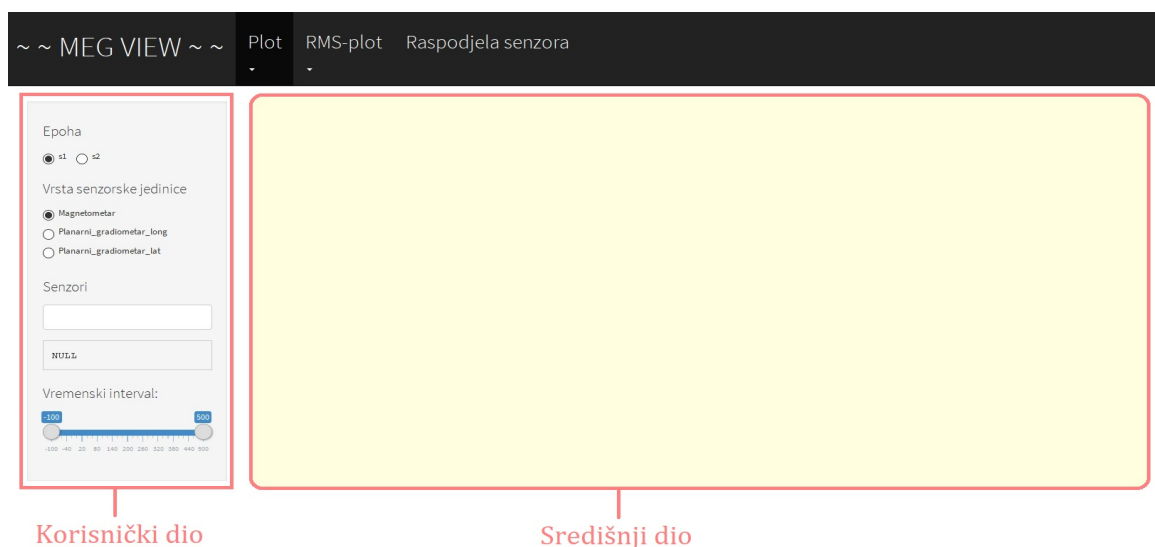 ~ ~ MEG VIEW ~ ~ Plot RMS-plot Raspodjela senzora
Epoha
s1 s2
Vrsta senzorske jedinice
Magnetometar
Planarni_gradiometar_long
Planarni_gradiometar_lat
Senzori
NULL
Vremenski interval:
-100 500
-100 -40 20 80 140 200 260 320 380 440 500
Korisnički dio
Središnji dio